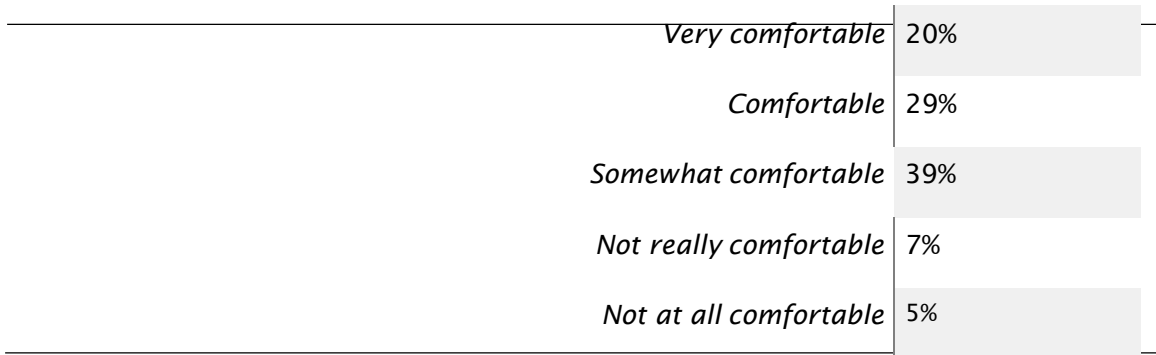 Very comfortable 20%
Comfortable 29%
Somewhat comfortable 39%
Not really comfortable 7%
Not at all comfortable 5%